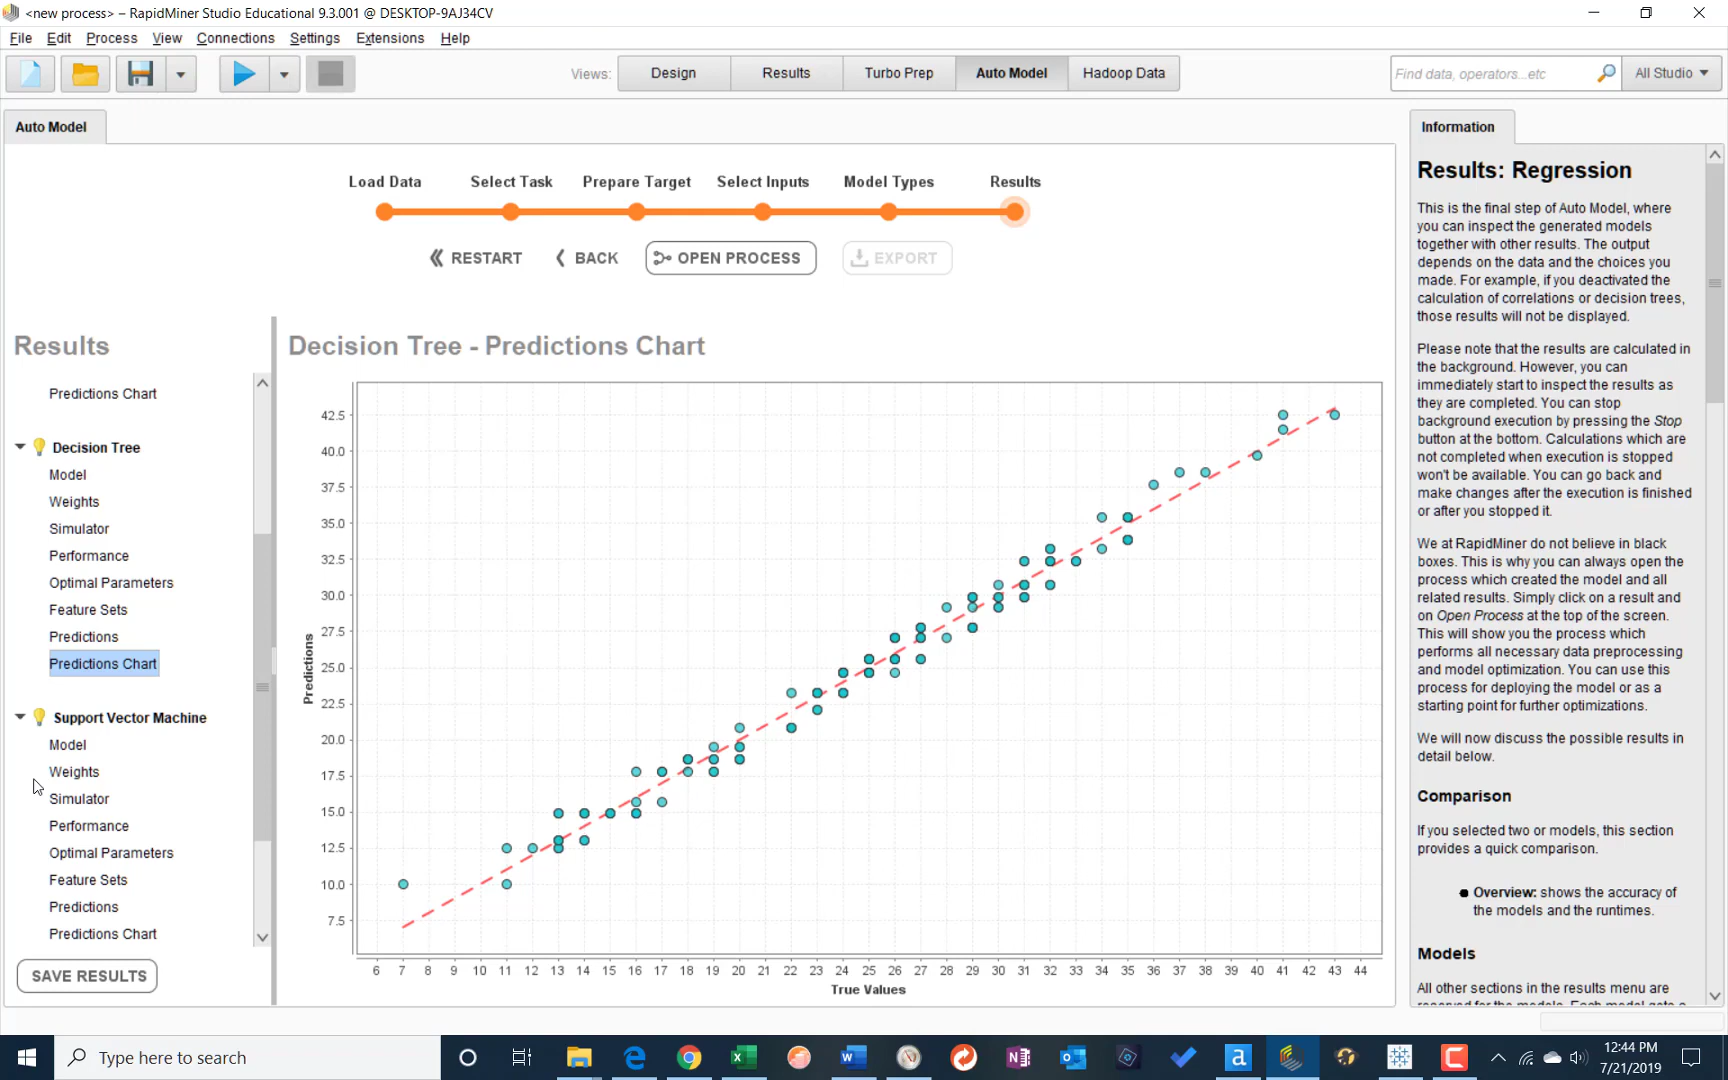 <new process> – RapidMiner Studio Educational 9.3.001 @ DESKTOP-9AJ34CV
File Edit Process View Connections Settings Extensions Help
Views: Design Results Turbo Prep Auto Model Hadoop Data
Find data, operators...etc
All Studio
Auto Model
Load Data Select Task Prepare Target Select Inputs Model Types Results
RESTART BACK OPEN PROCESS EXPORT
Results
Predictions Chart
Decision Tree
Model
Weights
Simulator
Performance
Optimal Parameters
Feature Sets
Predictions
Predictions Chart
Support Vector Machine
Model
Weights
Simulator
Performance
Optimal Parameters
Feature Sets
Predictions
Predictions Chart
SAVE RESULTS
Decision Tree - Predictions Chart
Predictions
42.5
40.0
37.5
35.0
32.5
30.0
27.5
25.0
22.5
20.0
17.5
15.0
12.5
10.0
7.5
6 7 8 9 10 11 12 13 14 15 16 17 18 19 20 21 22 23 24 25 26 27 28 29 30 31 32 33 34 35 36 37 38 39 40 41 42 43 44
True Values
Information
Results: Regression
This is the final step of Auto Model, where
you can inspect the generated models
together with other results. The output
depends on the data and the choices you
made. For example, if you deactivated the
calculation of correlations or decision trees,
those results will not be displayed.
Please note that the results are calculated in
the background. However, you can
immediately start to inspect the results as
they are completed. You can stop
background execution by pressing the Stop
button at the bottom. Calculations which are
not completed when execution is stopped
won't be available. You can go back and
make changes after the execution is finished
or after you stopped it.
We at RapidMiner do not believe in black
boxes. This is why you can always open the
process which created the model and all
related results. Simply click on a result and
on Open Process at the top of the screen.
This will show you the process which
performs all necessary data preprocessing
and model optimization. You can use this
process for deploying the model or as a
starting point for further optimizations.
We will now discuss the possible results in
detail below.
Comparison
If you selected two or models, this section
provides a quick comparison.
Overview: shows the accuracy of
the models and the runtimes.
Models
All other sections in the results menu are
Type here to search
12:44 PM
7/21/2019